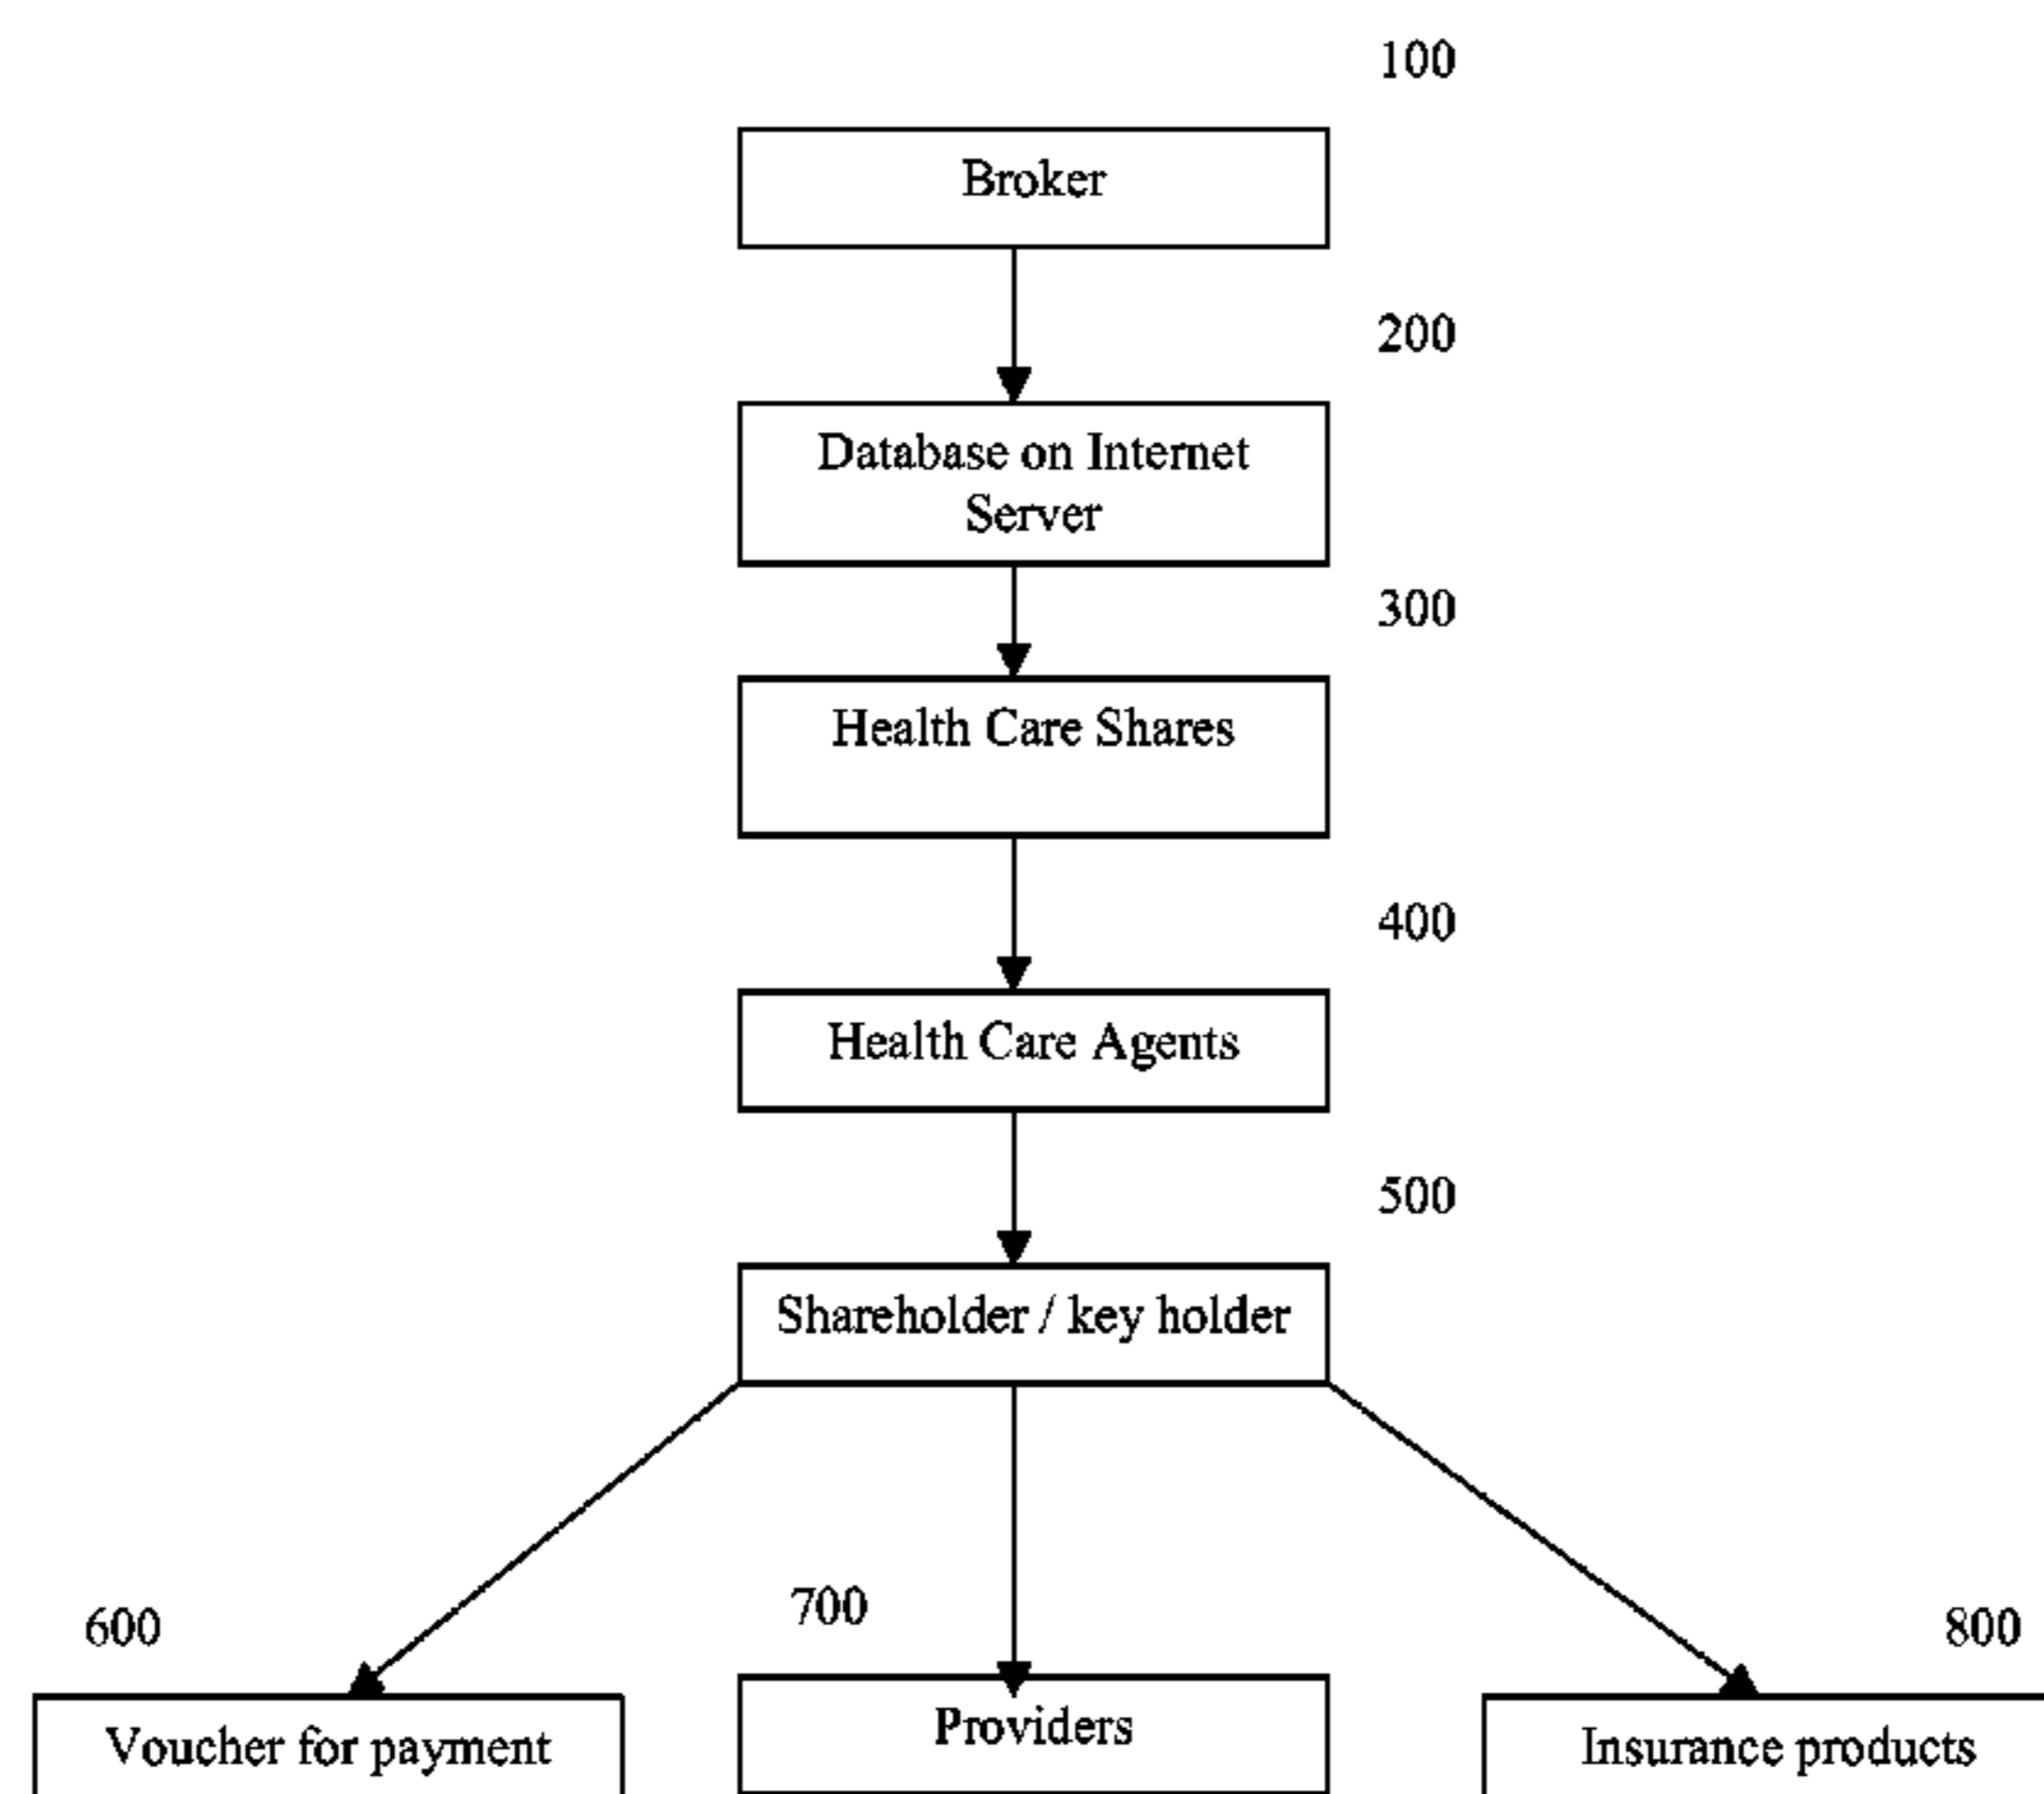 100
Broker
200
Database on Internet
Server
300
Health Care Shares
400
Health Care Agents
500
Shareholder / key holder
600
700
800
Voucher for payment
Providers
Insurance products